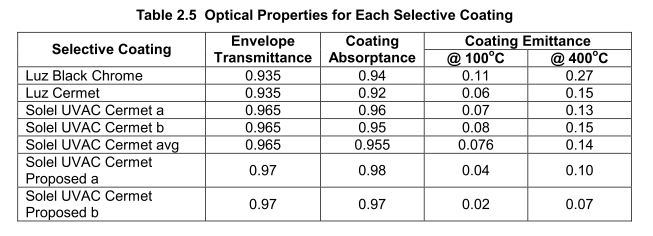 Table 2.5 Optical Properties for Each Selective Coating
Selective Coating Envelope Transmittance Coating Absorptance Coating Emittance
@ 100°C @ 400°C
Luz Black Chrome 0.935 0.94 0.11 0.27
Luz Cermet 0.935 0.92 0.06 0.15
Solel UVAC Cermet a 0.965 0.96 0.07 0.13
Solel UVAC Cermet b 0.965 0.95 0.08 0.15
Solel UVAC Cermet avg 0.965 0.955 0.076 0.14
Solel UVAC Cermet
Proposed a 0.97 0.98 0.04 0.10
Solel UVAC Cermet
Proposed b 0.97 0.97 0.02 0.07